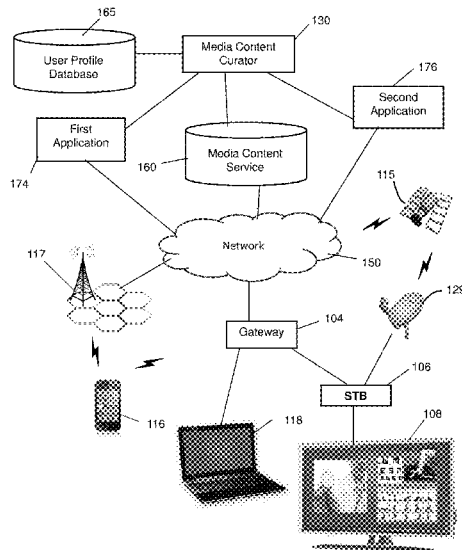 165
130
User Profile
Database
Media Content
Curator
176
Second
Application
First
Application
174
160
Media Content
Service
115
117
Network
150
129
Gateway
104
106
STB
116
118
108